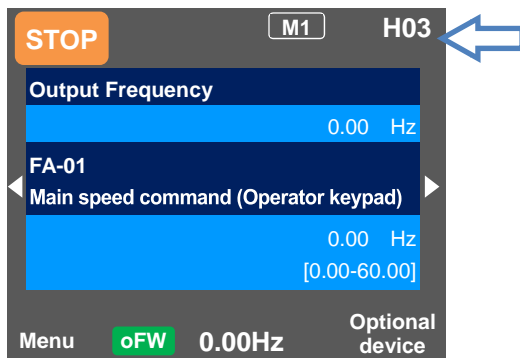 STOP M1 H03
Output Frequency
0.00 Hz
FA-01
Main speed command (Operator keypad)
0.00 Hz
[0.00-60.00]
Menu oFW 0.00Hz Optional
device